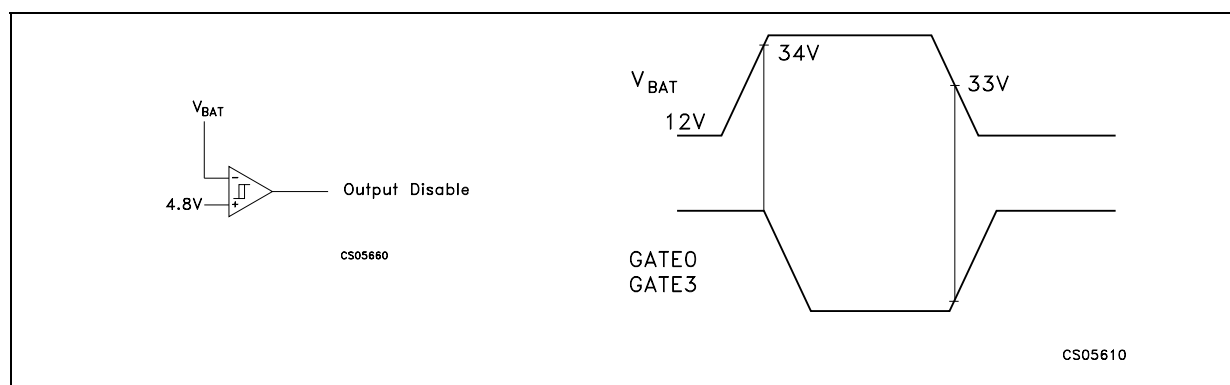 V_BAT
-
+
4.8V
Output Disable
CS05660
34V
V_BAT
33V
12V
GATE0
GATE3
CS05610